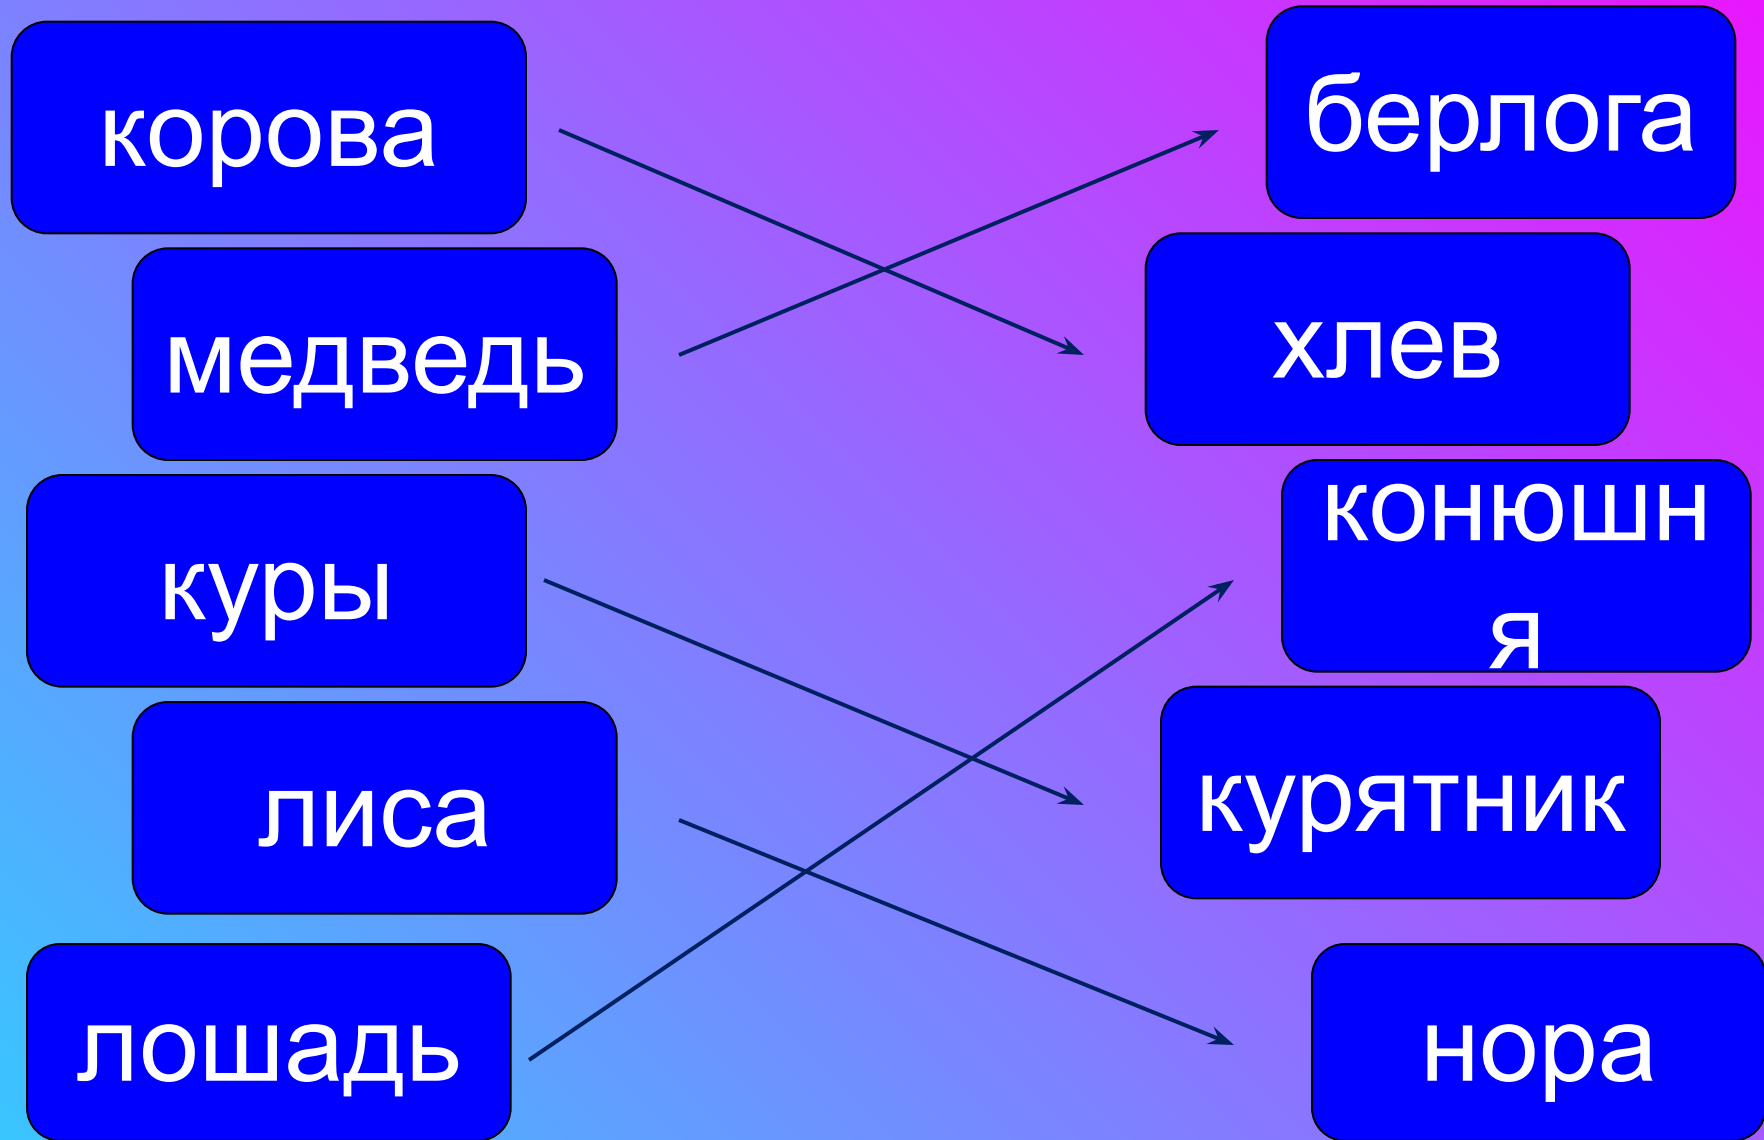 корова
медведь
куры
лиса
лошадь
берлога
хлев
конюшн
я
курятник
нора